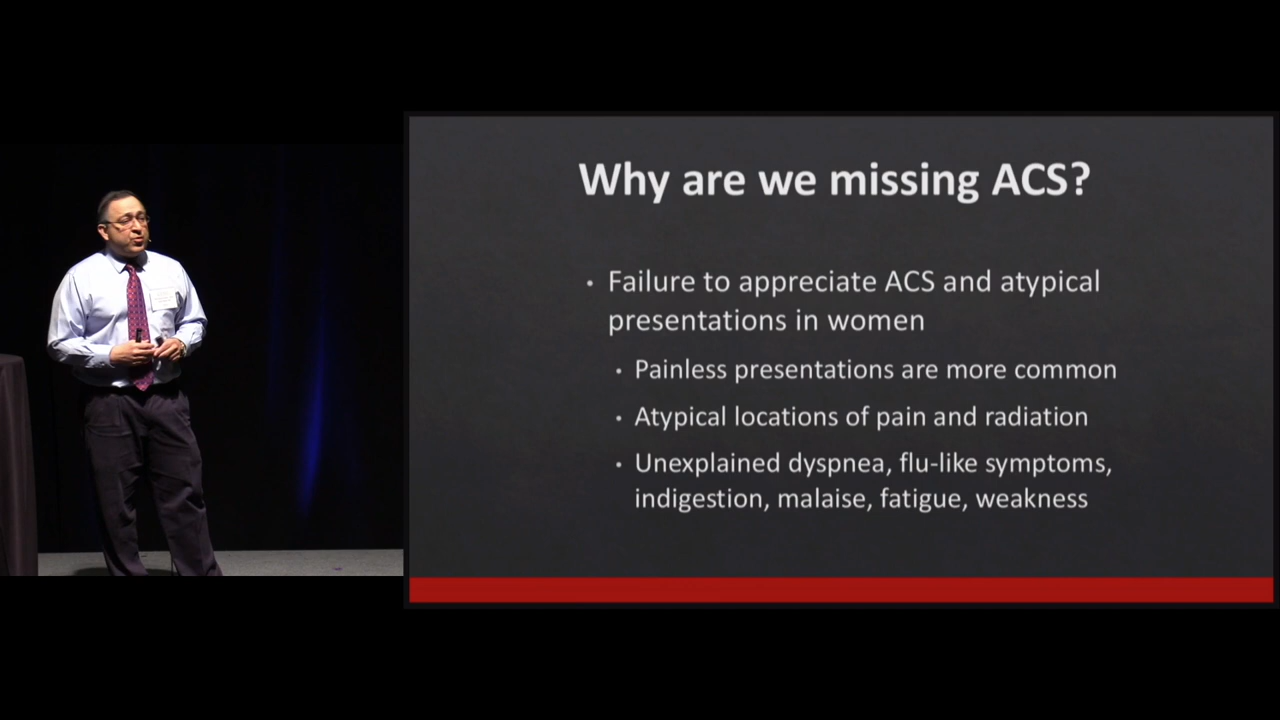 Why are we missing ACS?
• Failure to appreciate ACS and atypical
presentations in women
• Painless presentations are more common
• Atypical locations of pain and radiation
• Unexplained dyspnea, flu-like symptoms,
indigestion, malaise, fatigue, weakness